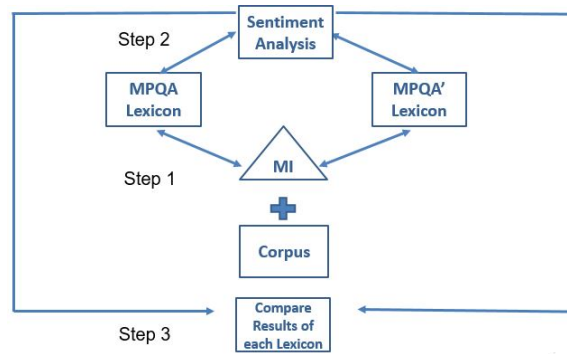 Sentiment
Analysis
Step 2
MPQA
Lexicon
MPQA’
Lexicon
MI
Step 1
Corpus
Compare
Results of
each Lexicon
Step 3